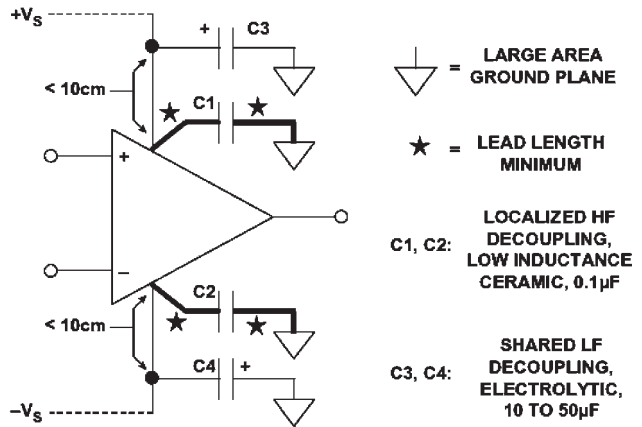 +VS
+ C3
< 10cm
C1
+
−
C2
< 10cm
C4 +
−VS
= LARGE AREA
GROUND PLANE
= LEAD LENGTH
MINIMUM
C1, C2: LOCALIZED HF
DECOUPLING,
LOW INDUCTANCE
CERAMIC, 0.1µF
C3, C4: SHARED LF
DECOUPLING,
ELECTROLYTIC,
10 TO 50µF